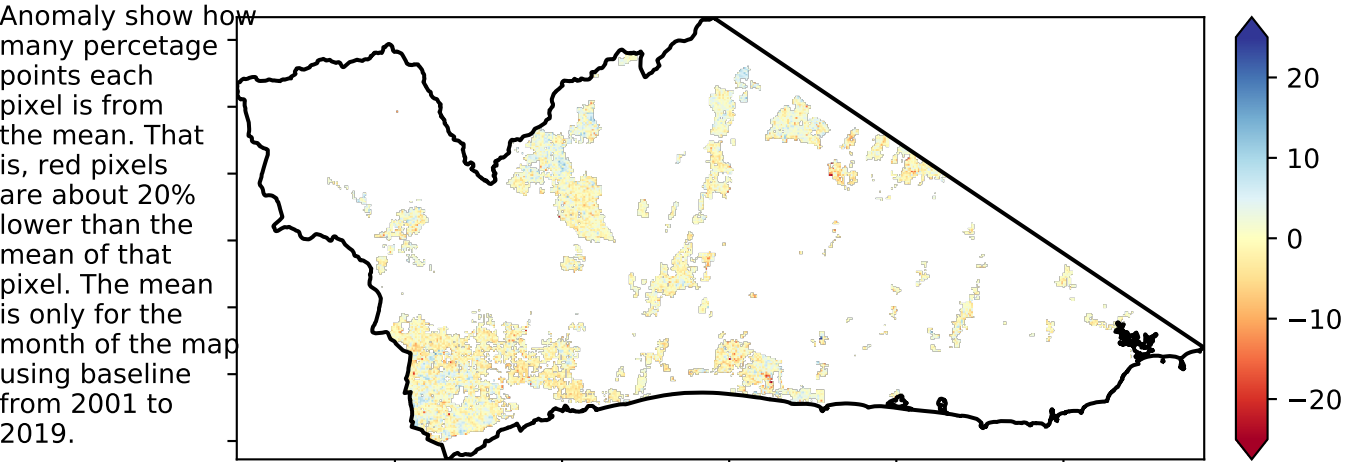 Anomaly show how
many percetage
points each
pixel is from
the mean. That
is, red pixels
are about 20%
lower than the
mean of that
pixel. The mean
is only for the
month of the map
using baseline
from 2001 to
2019.
20
10
0
−10
−20